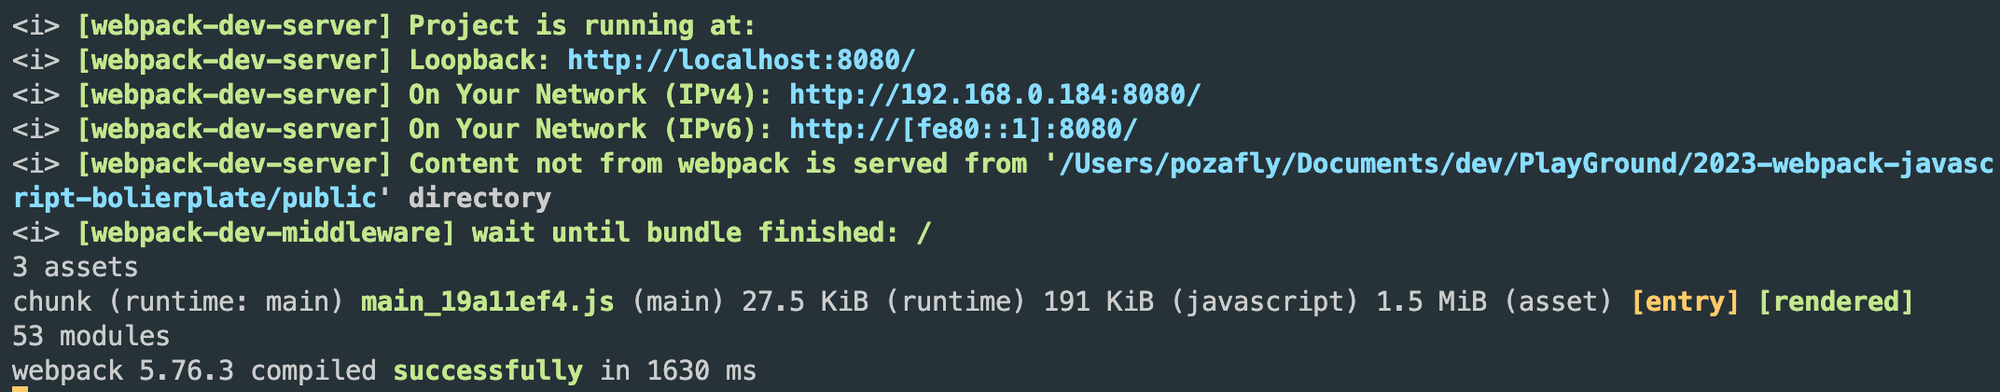 <i> [webpack-dev-server] Project is running at:
<i> [webpack-dev-server] Loopback: http://localhost:8080/
<i> [webpack-dev-server] On Your Network (IPv4): http://192.168.0.184:8080/
<i> [webpack-dev-server] On Your Network (IPv6): http://[fe80::1]:8080/
<i> [webpack-dev-server] Content not from webpack is served from '/Users/pozafly/Documents/dev/PlayGround/2023-webpack-javasc
ript-bolierplate/public' directory
<i> [webpack-dev-middleware] wait until bundle finished: /
3 assets
chunk (runtime: main) main_19a11ef4.js (main) 27.5 KiB (runtime) 191 KiB (javascript) 1.5 MiB (asset) [entry] [rendered]
53 modules
webpack 5.76.3 compiled successfully in 1630 ms